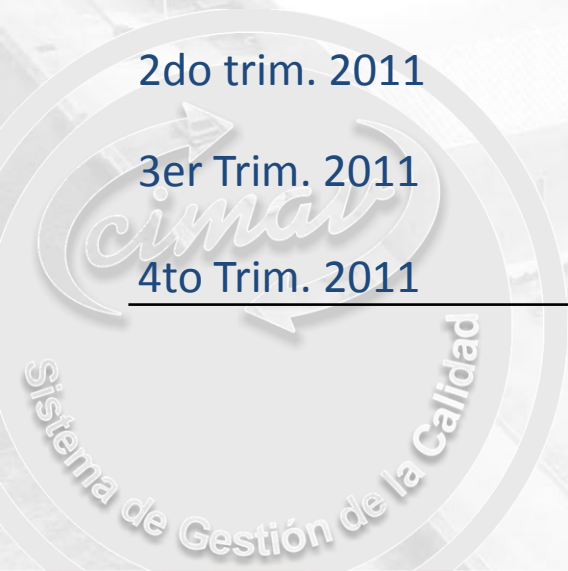 2do trim. 2011
3er Trim. 2011
cimav
4to Trim. 2011
Sistema de Gestión de la Calidad